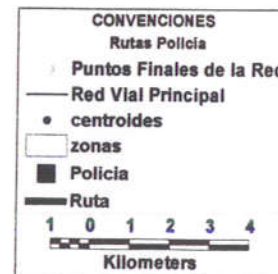 CONVENCIONES
Rutas Policía
Puntos Finales de la Red
Red Vial Principal
centroides
zonas
Policia
Ruta
1 0 1 2 3 4
Kilometers